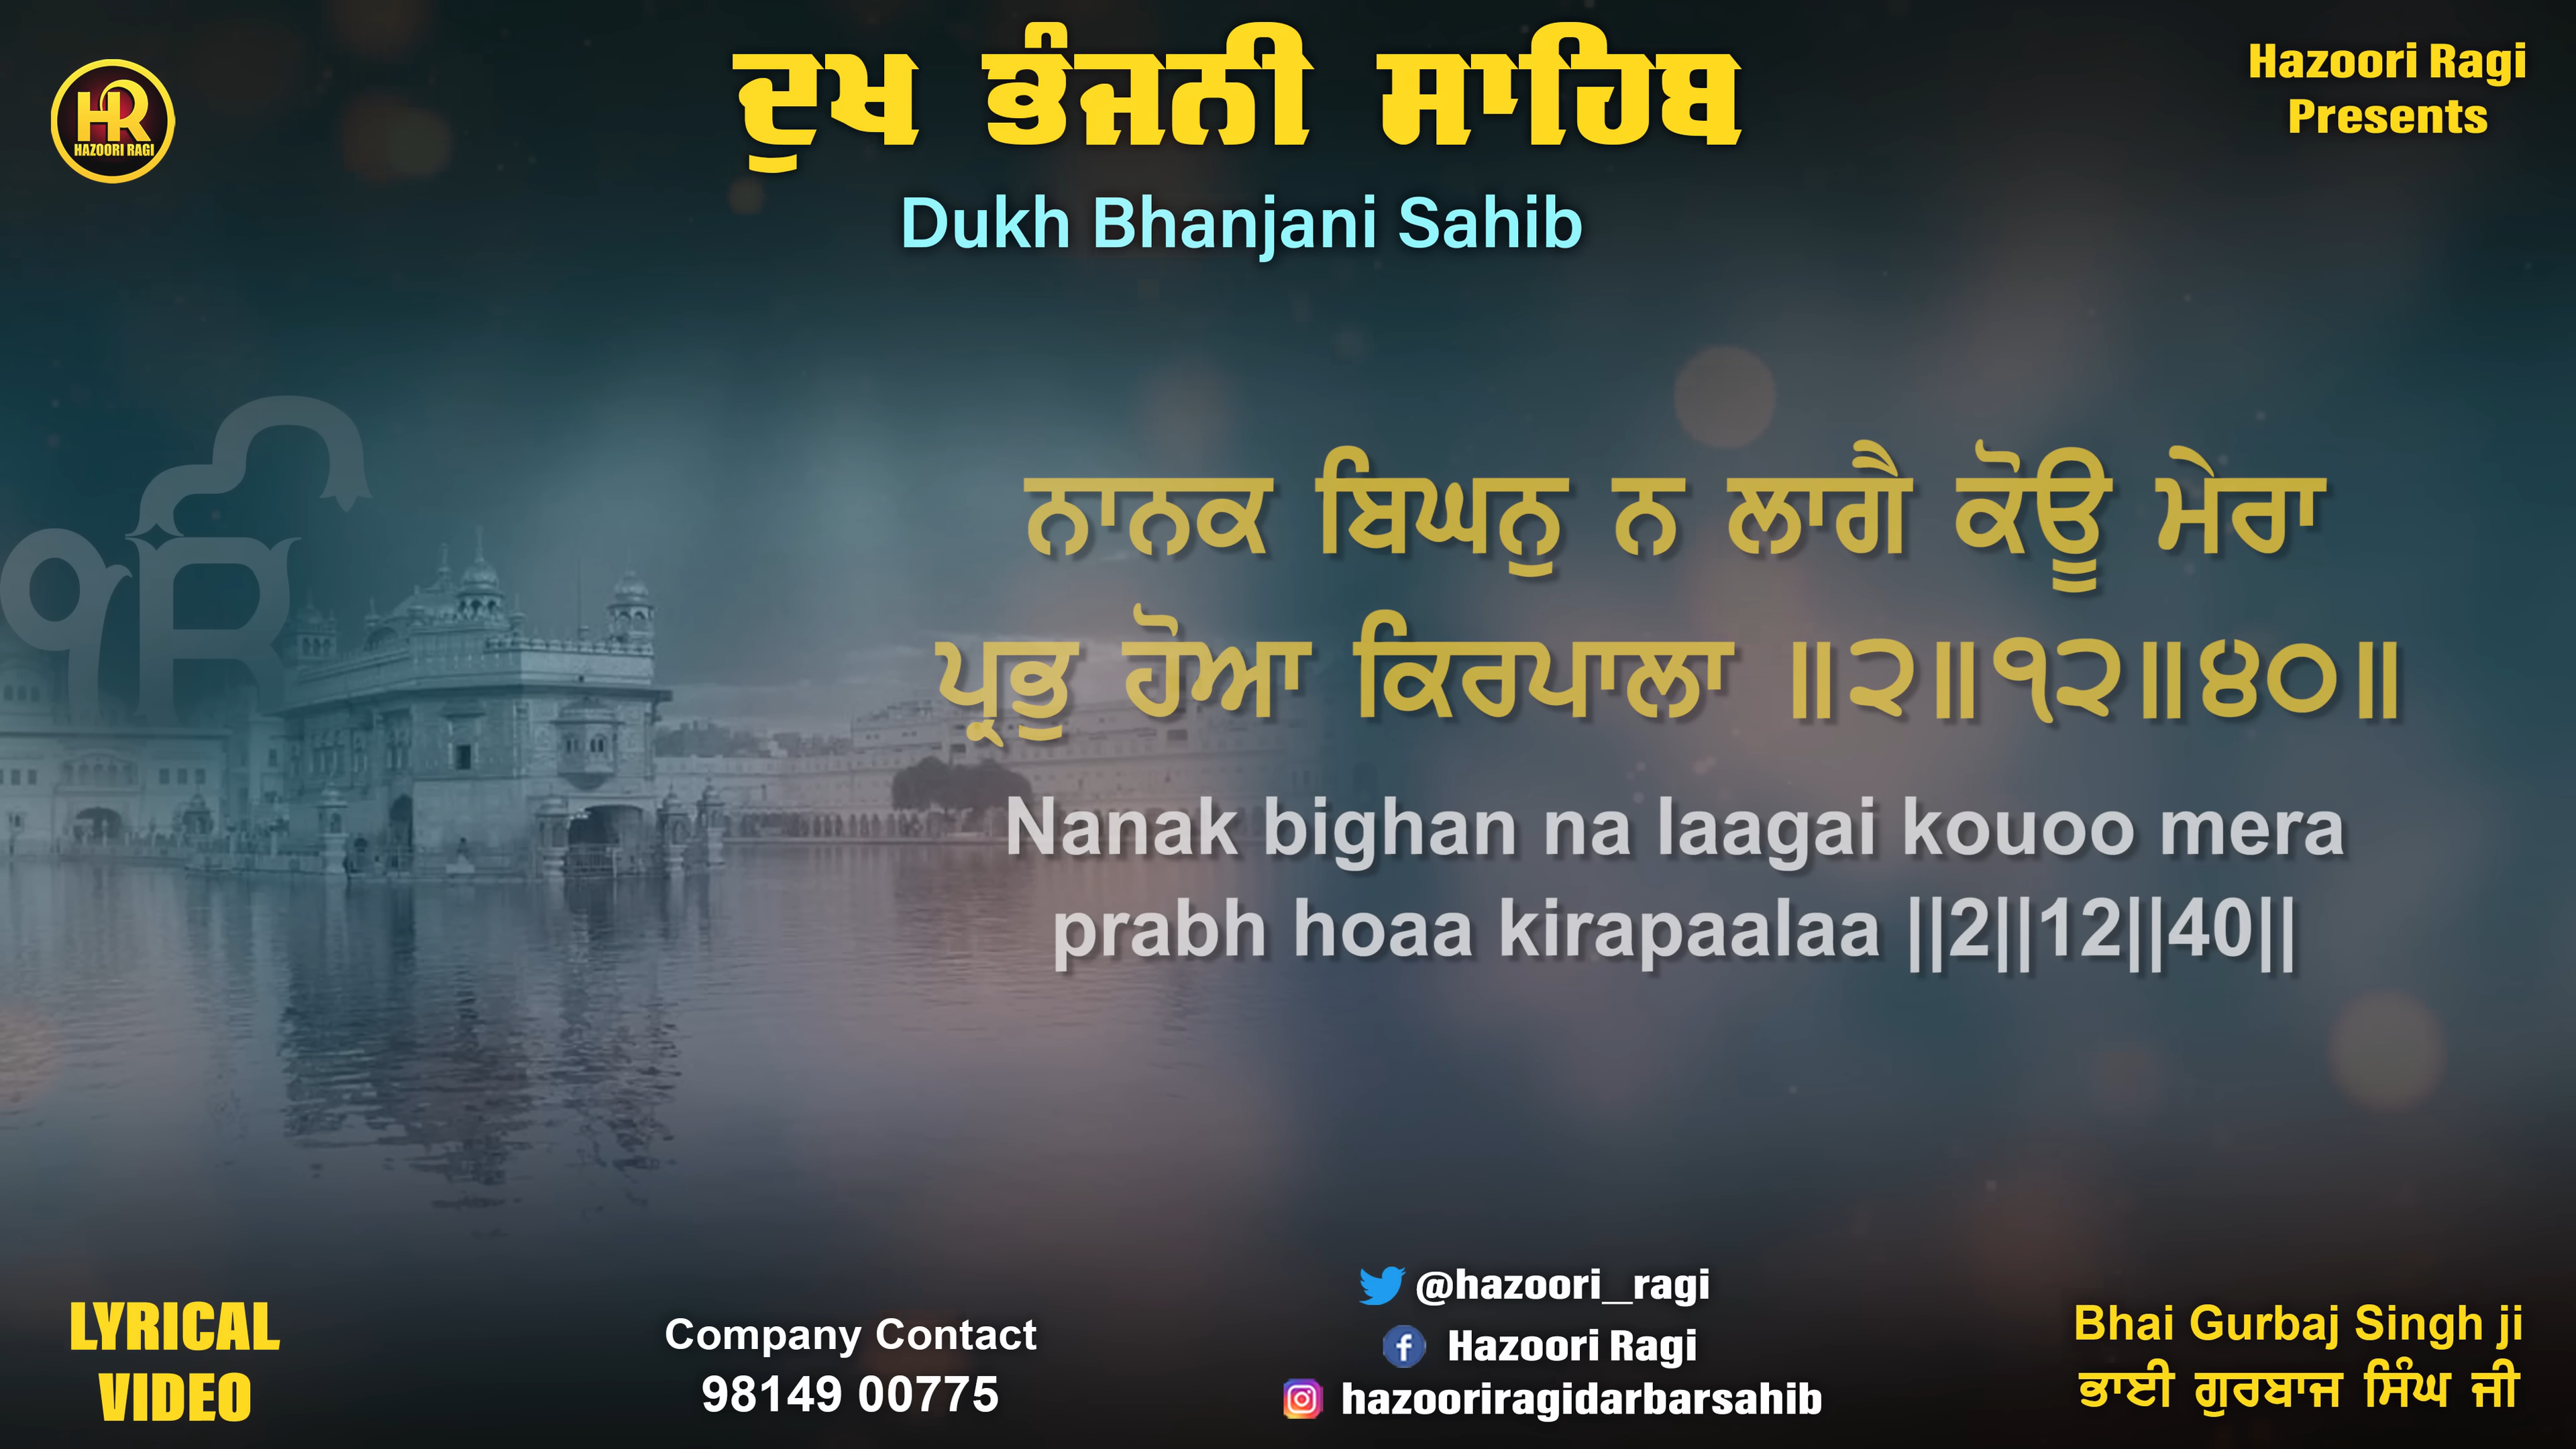 HR
HAZOORI RAGI
ਦੁਖ ਭੰਜਨੀ ਸਾਹਿਬ
Dukh Bhanjani Sahib
Hazoori Ragi
Presents
ੴ
ਨਾਨਕ ਬਿਘਨੁ ਨ ਲਾਗੈ ਕੋਊ ਮੇਰਾ
ਪ੍ਰਭੁ ਹੋਆ ਕਿਰਪਾਲਾ ॥੨॥੧੨॥੪੦॥
Nanak bighan na laagai kouoo mera
prabh hoaa kirapaalaa ||2||12||40||
LYRICAL
VIDEO
Company Contact
98149 00775
@hazoori_ragi
Hazoori Ragi
hazooriragidarbarsahib
Bhai Gurbaj Singh ji
ਭਾਈ ਗੁਰਬਾਜ ਸਿੰਘ ਜੀ